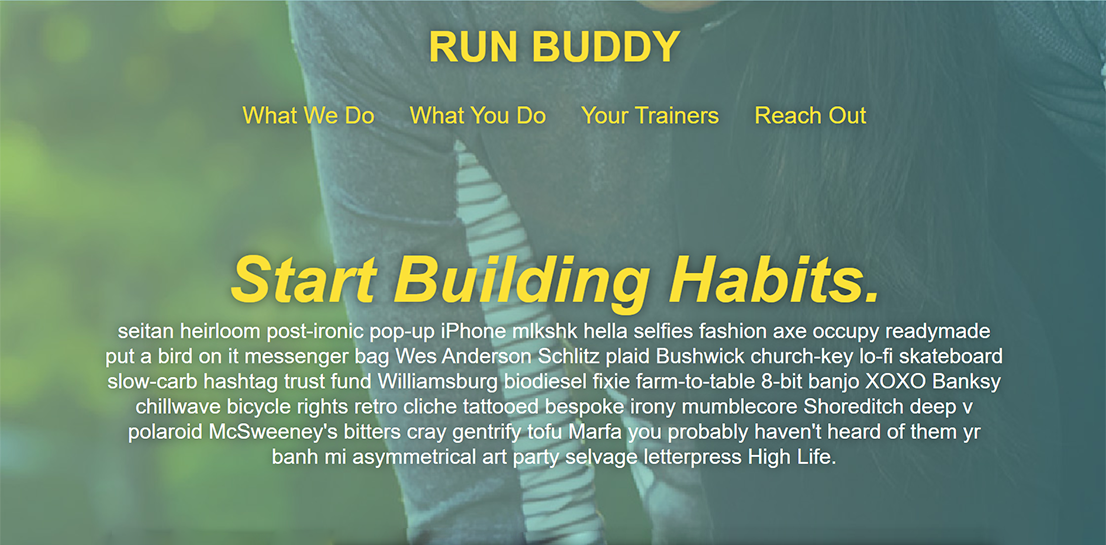 RUN BUDDY
What We Do What You Do Your Trainers Reach Out
Start Building Habits.
seitan heirloom post-ironic pop-up iPhone mlkshk hella selfies fashion axe occupy readymade
put a bird on it messenger bag Wes Anderson Schlitz plaid Bushwick church-key lo-fi skateboard
slow-carb hashtag trust fund Williamsburg biodiesel fixie farm-to-table 8-bit banjo XOXO Banksy
chillwave bicycle rights retro cliche tattooed bespoke irony mumblecore Shoreditch deep v
polaroid McSweeney's bitters cray gentrify tofu Marfa you probably haven't heard of them yr
banh mi asymmetrical art party selvage letterpress High Life.